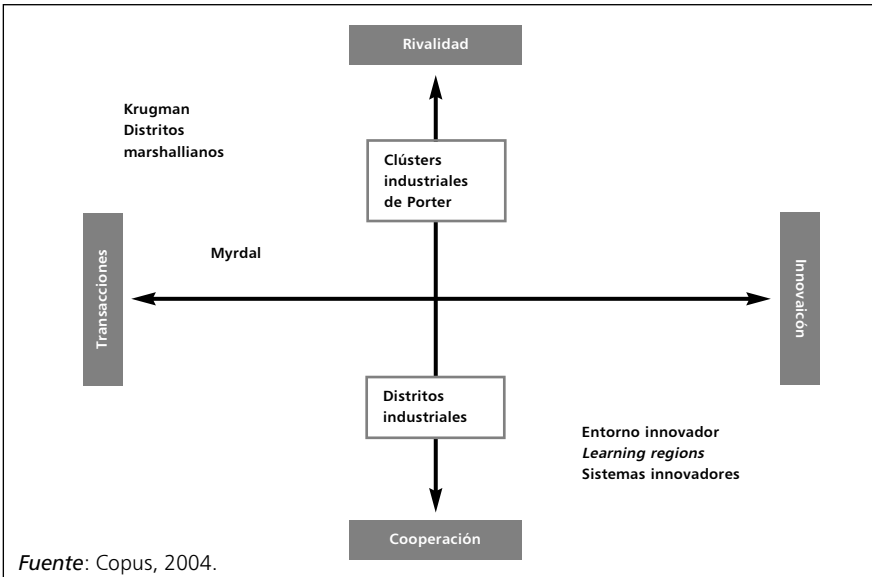 Rivalidad
Krugman
Distritos
marshallianos
Clústers
industriales
de Porter
Transacciones
Myrdal
Innovaicón
Distritos
industriales
Entorno innovador
Learning regions
Sistemas innovadores
Cooperación
Fuente: Copus, 2004.